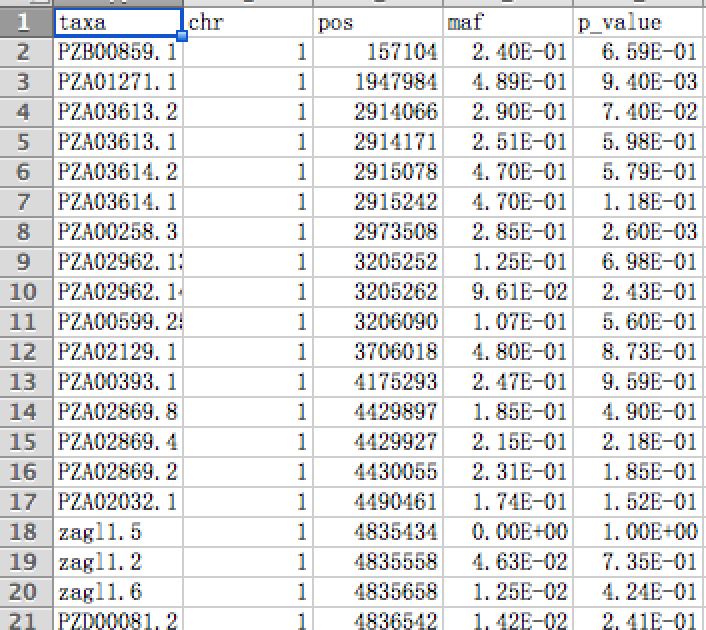 1 taxa chr pos maf p_value
2 PZB00859.1 1 157104 2.40E-01 6.59E-01
3 PZA01271.1 1 1947984 4.89E-01 9.40E-03
4 PZA03613.2 1 2914066 2.90E-01 7.40E-02
5 PZA03613.1 1 2914171 2.51E-01 5.98E-01
6 PZA03614.2 1 2915078 4.70E-01 5.79E-01
7 PZA03614.1 1 2915242 4.70E-01 1.18E-01
8 PZA00258.3 1 2973508 2.85E-01 2.60E-03
9 PZA02962.1 1 3205252 1.25E-01 6.98E-01
10 PZA02962.1 1 3205262 9.61E-02 2.43E-01
11 PZA00599.2 1 3206090 1.07E-01 5.60E-01
12 PZA02129.1 1 3706018 4.80E-01 8.73E-01
13 PZA00393.1 1 4175293 2.47E-01 9.59E-01
14 PZA02869.8 1 4429897 1.85E-01 4.90E-01
15 PZA02869.4 1 4429927 2.15E-01 2.18E-01
16 PZA02869.2 1 4430055 2.31E-01 1.85E-01
17 PZA02032.1 1 4490461 1.74E-01 1.52E-01
18 zagl1.5 1 4835434 0.00E+00 1.00E+00
19 zagl1.2 1 4835558 4.63E-02 7.35E-01
20 zagl1.6 1 4835658 1.25E-02 4.24E-01
21 PZD00081.2 1 4836542 1.42E-02 2.41E-01